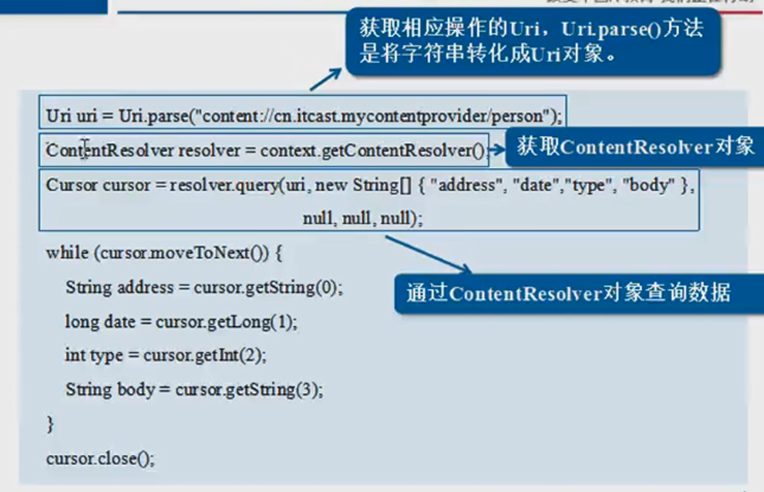 获取相应操作的Uri，Uri.parse()方法
是将字符串转化成Uri对象。
Uri uri = Uri.parse("content://cn.itcast.mycontentprovider/person");
ContentResolver resolver = context.getContentResolver()
获取ContentResolver对象
Cursor cursor = resolver.query(uri, new String[] { "address", "date","type", "body" },
null, null, null);
while (cursor.moveToNext()) {
通过ContentResolver对象查询数据
String address = cursor.getString(0);
long date = cursor.getLong(1);
int type = cursor.getInt(2);
String body = cursor.getString(3);
}
cursor.close();